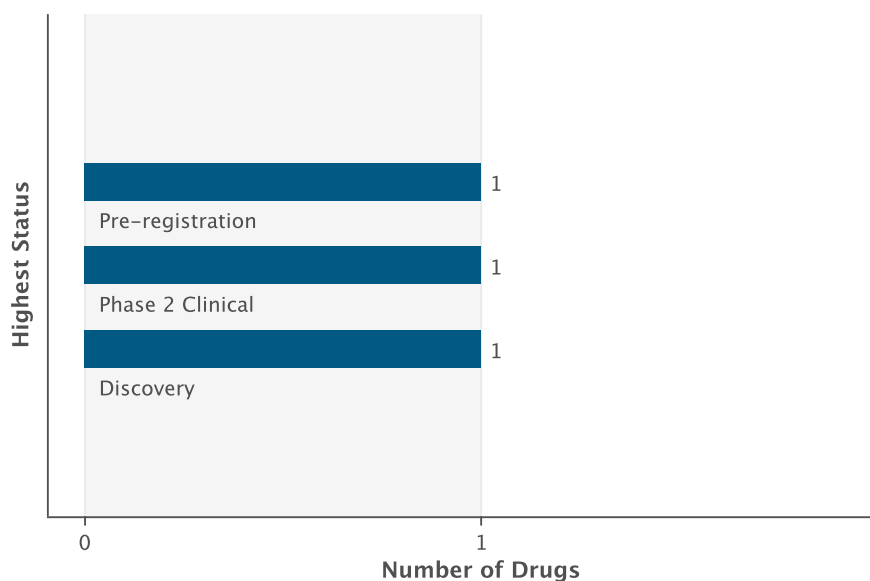 Highest Status
1
Pre-registration
1
Phase 2 Clinical
1
Discovery
0
1
Number of Drugs